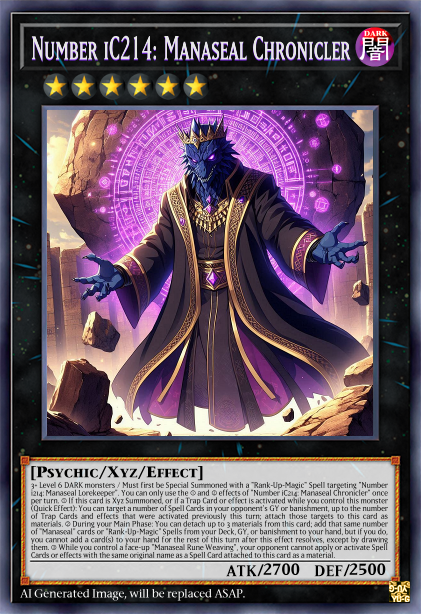 NUMBER IC214: MANASEAL CHRONICLER
DARK
闇
[PSYCHIC/XYZ/EFFECT]
3+ Level 6 DARK monsters / Must first be Special Summoned with a "Rank-Up-Magic" Spell targeting "Number
i214: Manaseal Lorekeeper". You can only use the ① and ② effects of "Number iC214: Manaseal Chronicler" once
per turn. ① If this card is Xyz Summoned, or if a Trap Card or effect is activated while you control this monster
(Quick Effect): You can target a number of Spell Cards in your opponent's GY or banishment, up to the number
of Trap Cards and effects that were activated previously this turn; attach those targets to this card as
materials. ② During your Main Phase: You can detach up to 3 materials from this card; add that same number
of "Manaseal" cards or "Rank-Up-Magic" Spells from your Deck, GY, or banishment to your hand, but if you do,
you cannot add a card(s) to your hand for the rest of this turn after this effect resolves, except by drawing
them. ③ While you control a face-up "Manaseal Rune Weaving", your opponent cannot apply or activate Spell
Cards or effects with the same original name as a Spell Card attached to this card as a material.
ATK/2700 DEF/2500
AI Generated Image, will be replaced ASAP.